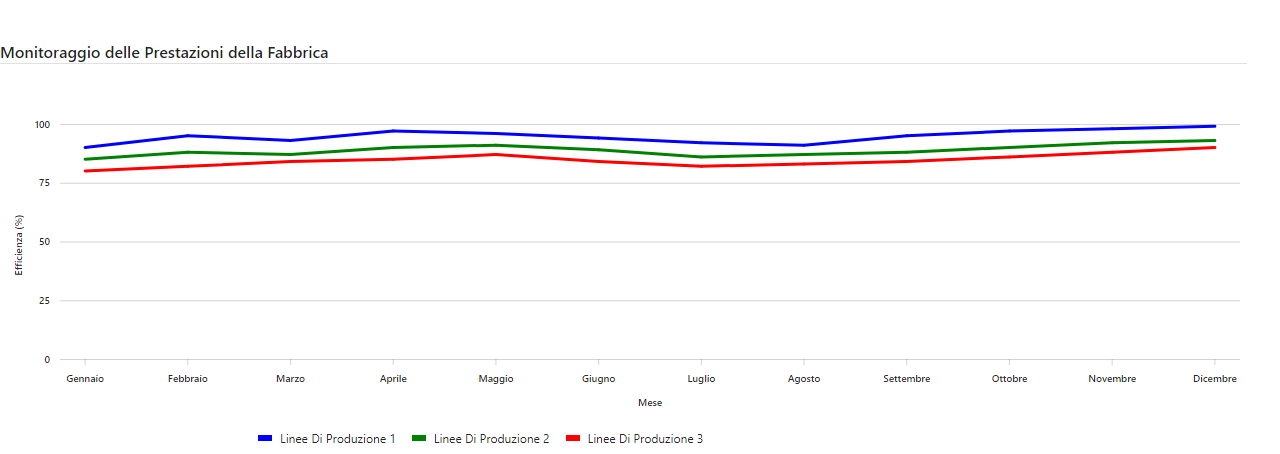 Monitoraggio delle Prestazioni della Fabbrica
100
75
50
25
0
Efficienza (%)
Gennaio Febbraio Marzo Aprile Maggio Giugno Luglio Agosto Settembre Ottobre Novembre Dicembre
Mese
Linee Di Produzione 1 Linee Di Produzione 2 Linee Di Produzione 3